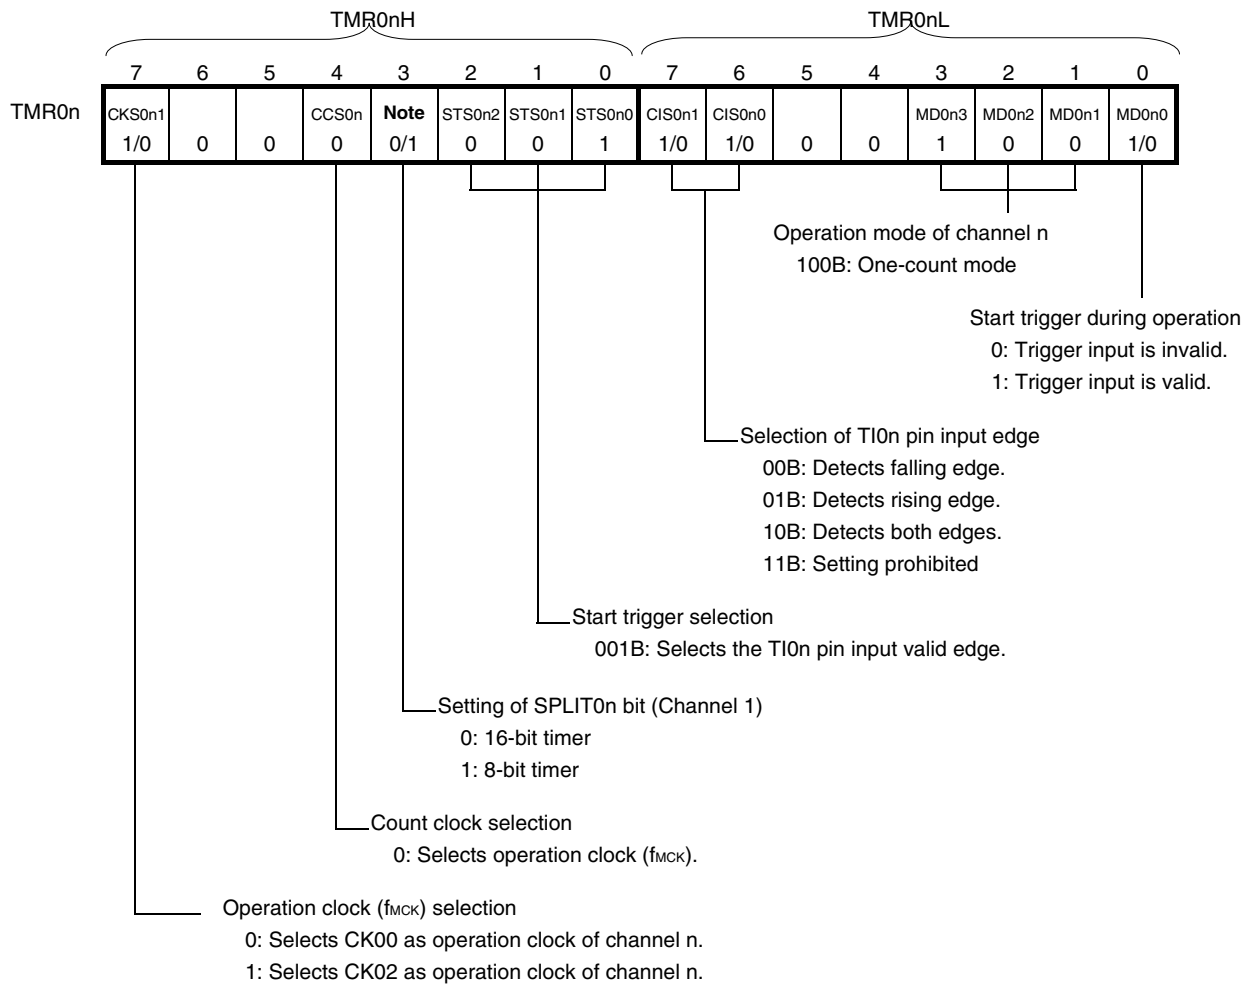 TMR0nH TMR0nL
7 6 5 4 3 2 1 0 7 6 5 4 3 2 1 0
TMR0n CKS0n1 CCS0n Note STS0n2 STS0n1 STS0n0 CIS0n1 CIS0n0 MD0n3 MD0n2 MD0n1 MD0n0
1/0 0 0 0 0/1 0 0 1 1/0 1/0 0 0 1 0 0 1/0
Operation mode of channel n
100B: One-count mode
Start trigger during operation
0: Trigger input is invalid.
1: Trigger input is valid.
Selection of TI0n pin input edge
00B: Detects falling edge.
01B: Detects rising edge.
10B: Detects both edges.
11B: Setting prohibited
Start trigger selection
001B: Selects the TI0n pin input valid edge.
Setting of SPLIT0n bit (Channel 1)
0: 16-bit timer
1: 8-bit timer
Count clock selection
0: Selects operation clock (fMCK).
Operation clock (fMCK) selection
0: Selects CK00 as operation clock of channel n.
1: Selects CK02 as operation clock of channel n.